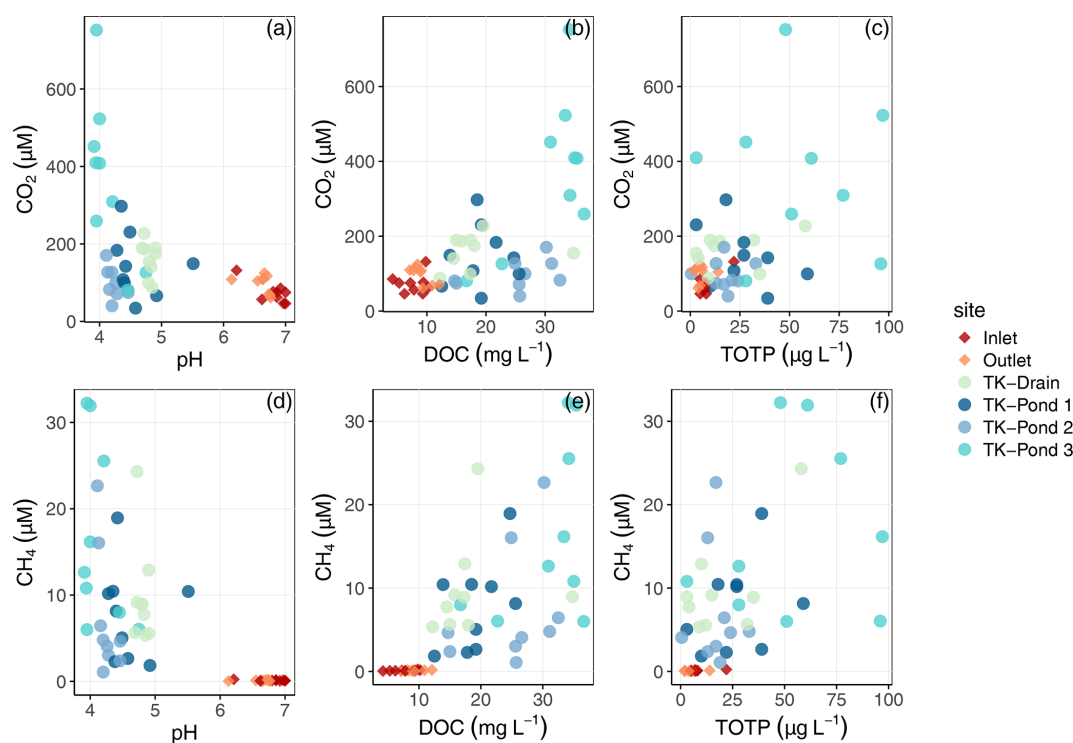 (a)
(b)
(c)
CO₂ (µM)
600
400
200
0
4 5 6 7
pH
CO₂ (µM)
600
400
200
0
10 20 30
DOC (mg L⁻¹)
CO₂ (µM)
600
400
200
0
0 25 50 75 100
TOTP (µg L⁻¹)
(d)
(e)
(f)
CH₄ (µM)
30
20
10
0
4 5 6 7
pH
CH₄ (µM)
30
20
10
0
10 20 30
DOC (mg L⁻¹)
CH₄ (µM)
30
20
10
0
0 25 50 75 100
TOTP (µg L⁻¹)
site
Inlet
Outlet
TK−Drain
TK−Pond 1
TK−Pond 2
TK−Pond 3